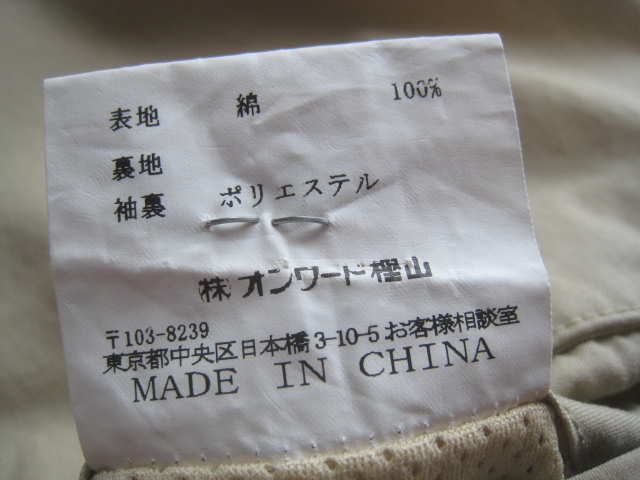 表地 綿 100%
裏地
袖裏 ポリエステル
㈱オンワード樫山
〒103-8239
東京都中央区日本橋3-10-5お客様相談室
MADE IN CHINA